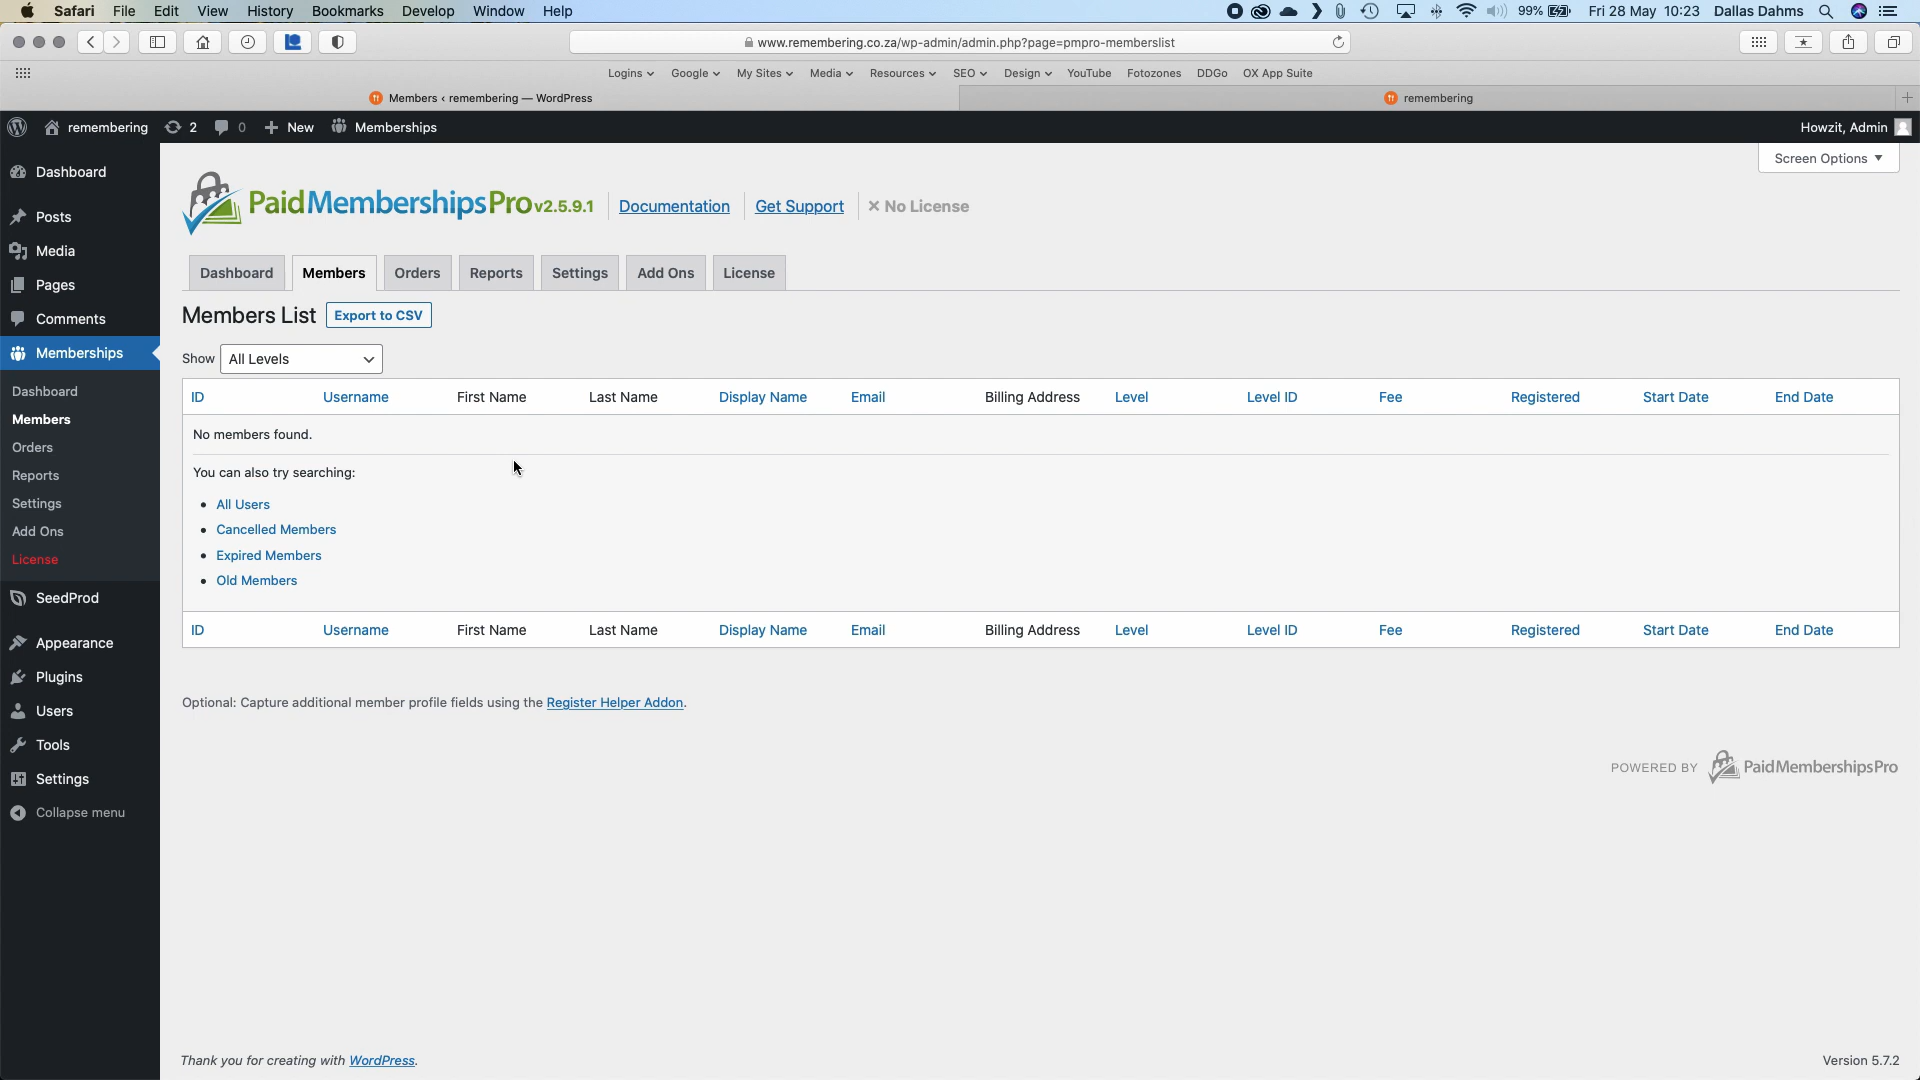 Safari File Edit View History Bookmarks Develop Window Help 99% Fri 28 May 10:23 Dallas Dahms
www.remembering.co.za/wp-admin/admin.php?page=pmpro-memberslist
Logins Google My Sites Media Resources SEO Design YouTube Fotozones DDGo OX App Suite
Members ‹ remembering — WordPress remembering
remembering 2 0 New Memberships Howzit, Admin
Screen Options
Dashboard
Posts
Media
Pages
Comments
Memberships
Dashboard
Members
Orders
Reports
Settings
Add Ons
License
SeedProd
Appearance
Plugins
Users
Tools
Settings
Collapse menu
PaidMembershipsPro v2.5.9.1 Documentation Get Support No License
Dashboard Members Orders Reports Settings Add Ons License
Members List Export to CSV
Show All Levels
ID Username First Name Last Name Display Name Email Billing Address Level Level ID Fee Registered Start Date End Date
No members found.
You can also try searching:
All Users
Cancelled Members
Expired Members
Old Members
ID Username First Name Last Name Display Name Email Billing Address Level Level ID Fee Registered Start Date End Date
Optional: Capture additional member profile fields using the Register Helper Addon.
POWERED BY PaidMembershipsPro
Thank you for creating with WordPress. Version 5.7.2